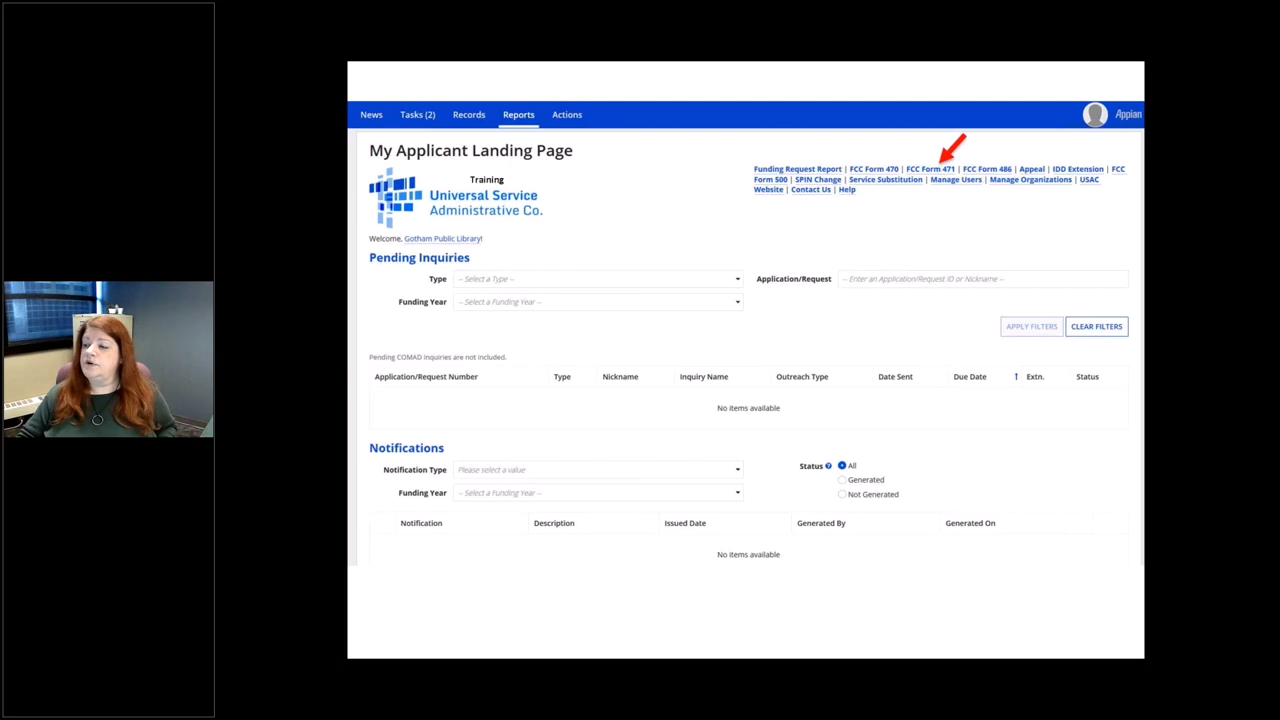 News Tasks (2) Records Reports Actions Appian
My Applicant Landing Page
Training
Universal Service
Administrative Co.
Funding Request Report | FCC Form 470 | FCC Form 471 | FCC Form 486 | Appeal | IDD Extension | FCC
Form 500 | SPIN Change | Service Substitution | Manage Users | Manage Organizations | USAC
Website | Contact Us | Help
Welcome, Gotham Public Library!
Pending Inquiries
Type -- Select a Type -- Application/Request -- Enter an Application/Request ID or Nickname --
Funding Year -- Select a Funding Year --
APPLY FILTERS CLEAR FILTERS
Pending COMAD Inquiries are not included.
Application/Request Number Type Nickname Inquiry Name Outreach Type Date Sent Due Date ↑ Extn. Status
No items available
Notifications
Notification Type Please select a value Status ? All
Generated
Funding Year -- Select a Funding Year -- Not Generated
Notification Description Issued Date Generated By Generated On
No items available